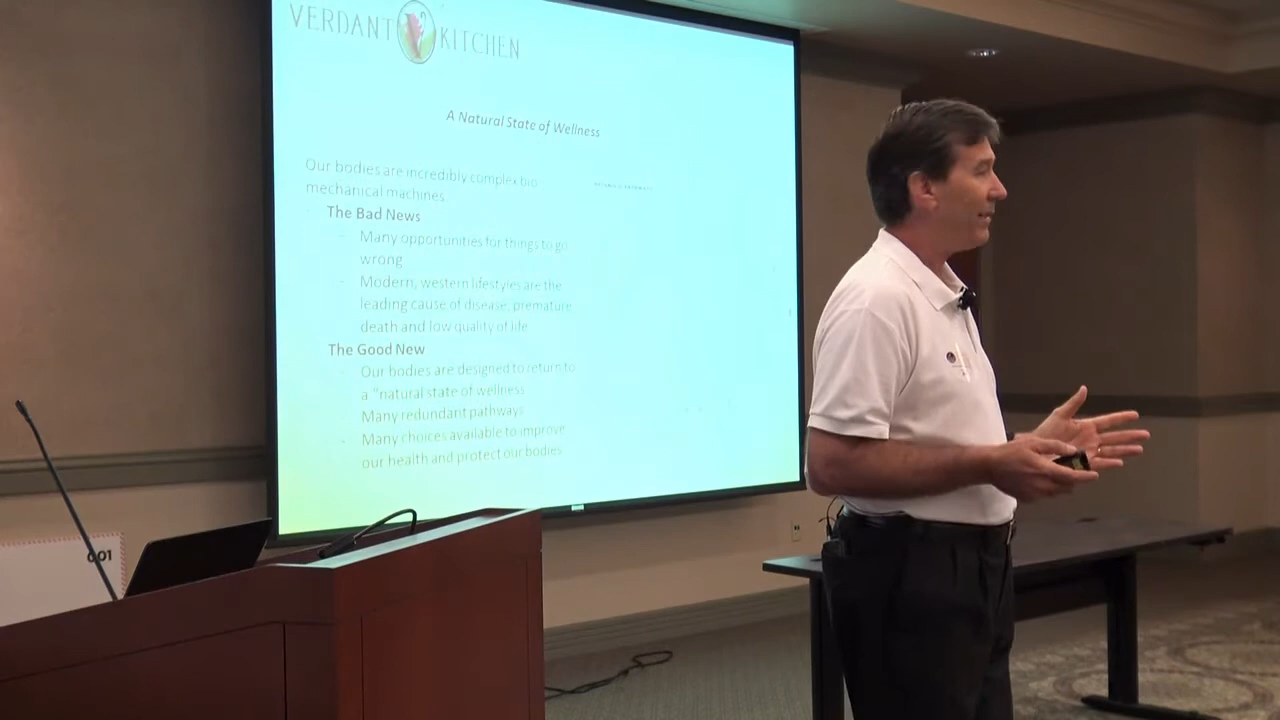 VERDANT KITCHEN
A Natural State of Wellness
Our bodies are incredibly complex bio
mechanical machines.
The Bad News
- Many opportunities for things to go
wrong
- Modern, western lifestyles are the
leading cause of disease, premature
death and low quality of life
The Good New
- Our bodies are designed to return to
a "natural state of wellness
Many redundant pathways
- Many choices available to improve
our health and protect our bodies
001